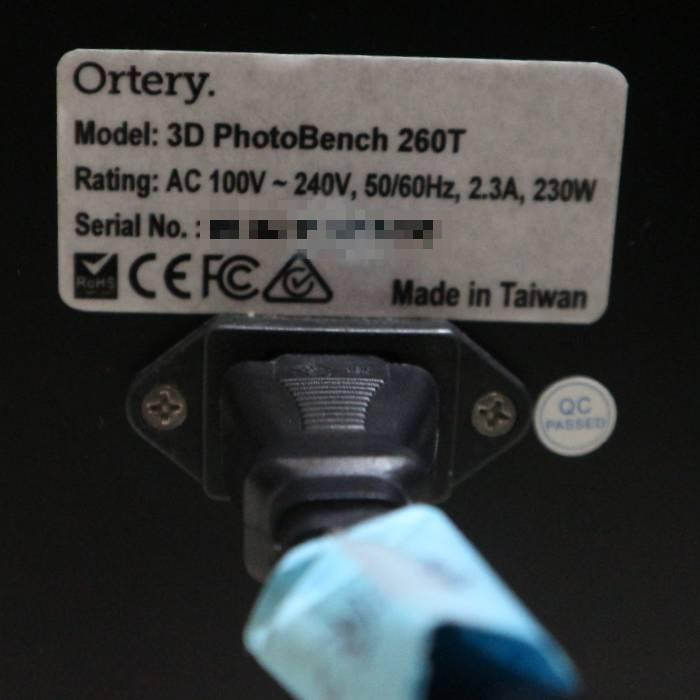 Ortery.
Model: 3D PhotoBench 260T
Rating: AC 100V ~ 240V, 50/60Hz, 2.3A, 230W
Serial No. :
RoHS CE FC
Made in Taiwan
QC
PASSED